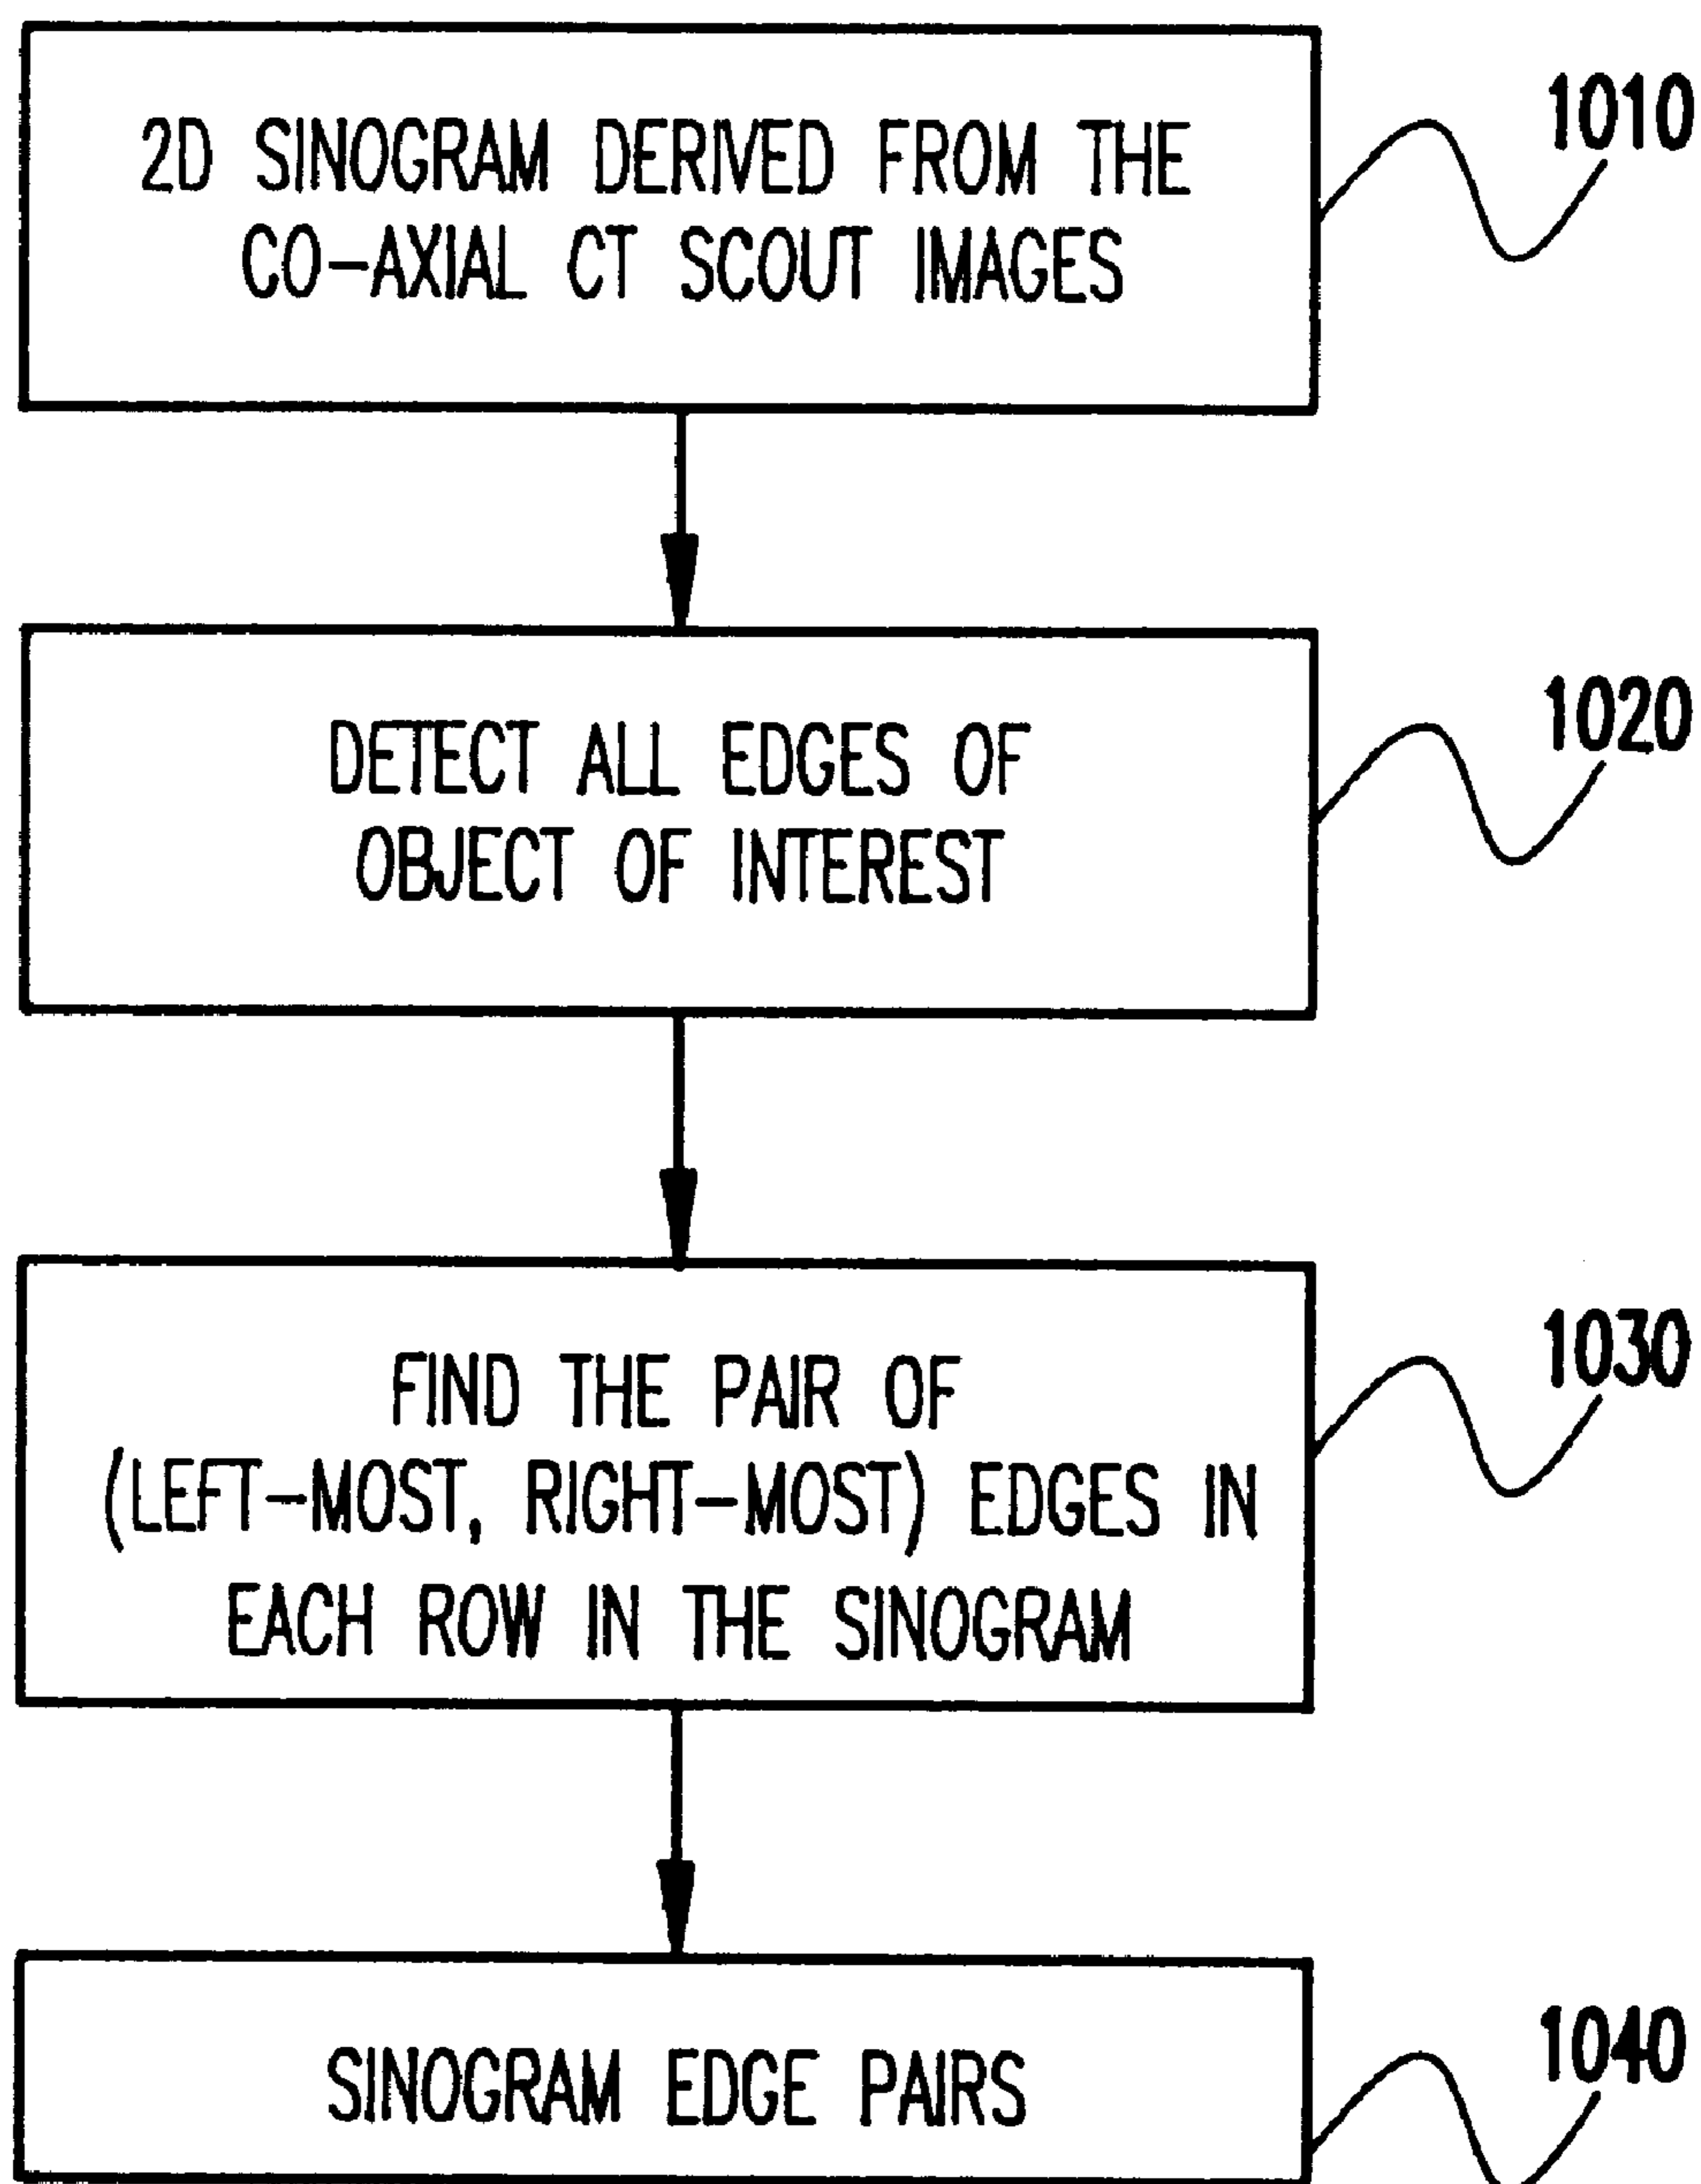 2D SINOGRAM DERIVED FROM THE
CO-AXIAL CT SCOUT IMAGES
1010
DETECT ALL EDGES OF
OBJECT OF INTEREST
1020
FIND THE PAIR OF
(LEFT-MOST, RIGHT-MOST) EDGES IN
EACH ROW IN THE SINOGRAM
1030
SINOGRAM EDGE PAIRS
1040